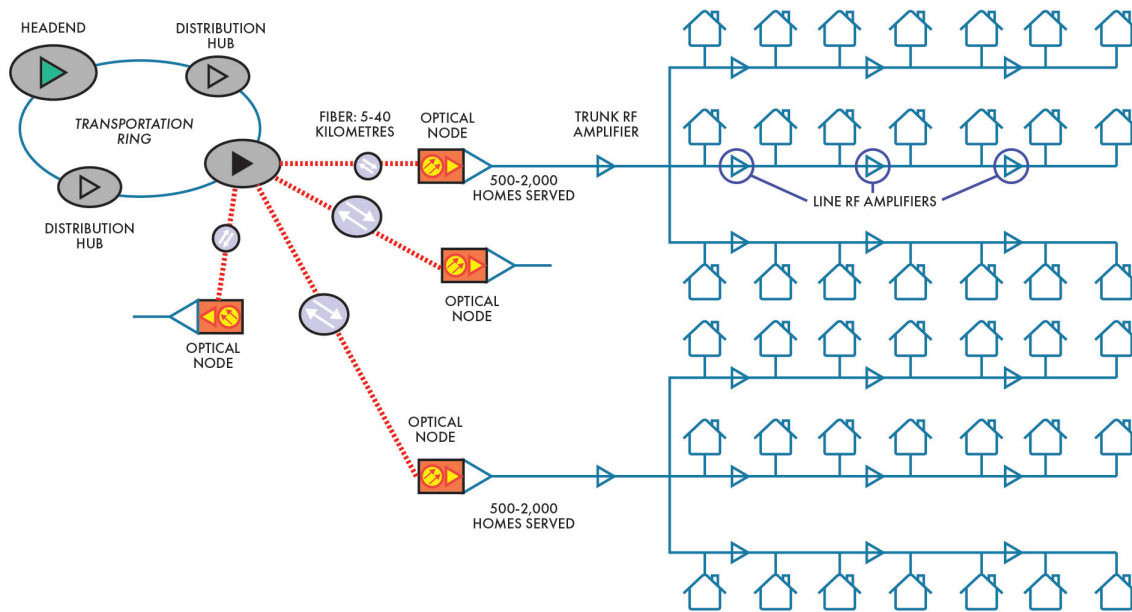 HEADEND
DISTRIBUTION
HUB
TRANSPORTATION
RING
DISTRIBUTION
HUB
FIBER: 5-40
KILOMETRES
OPTICAL
NODE
TRUNK RF
AMPLIFIER
500-2,000
HOMES SERVED
LINE RF AMPLIFIERS
OPTICAL
NODE
OPTICAL
NODE
OPTICAL
NODE
500-2,000
HOMES SERVED